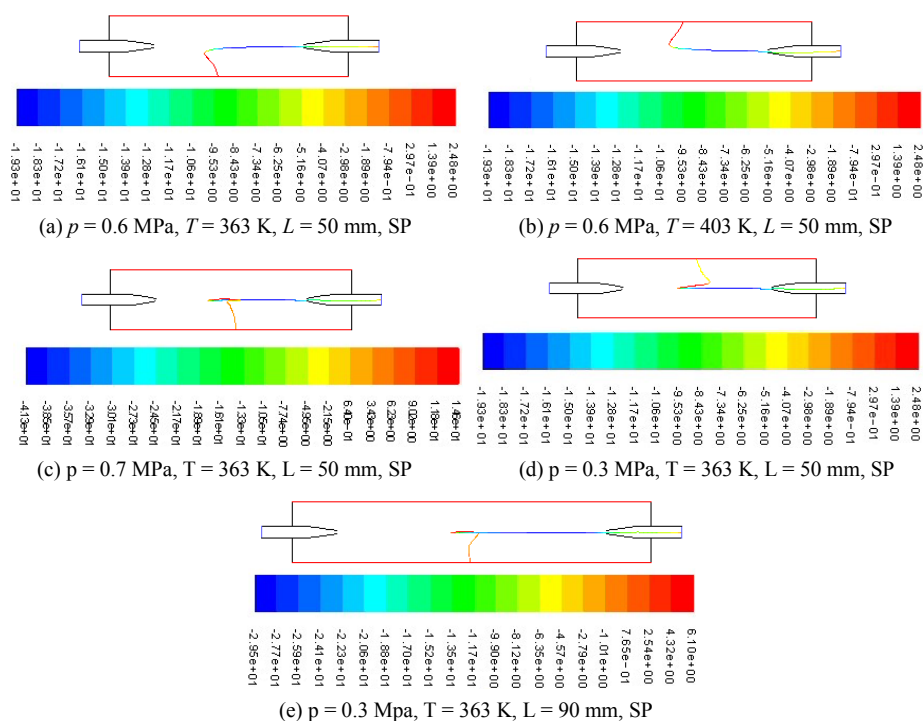 -1.93e+01
-1.83e+01
-1.72e+01
-1.61e+01
-1.50e+01
-1.39e+01
-1.28e+01
-1.17e+01
-1.06e+01
-9.53e+00
-8.43e+00
-7.34e+00
-6.25e+00
-5.16e+00
-4.07e+00
-2.98e+00
-1.89e+00
-7.94e-01
2.97e-01
1.39e+00
2.48e+00
(a) p = 0.6 MPa, T = 363 K, L = 50 mm, SP
-1.93e+01
-1.83e+01
-1.72e+01
-1.61e+01
-1.50e+01
-1.39e+01
-1.28e+01
-1.17e+01
-1.06e+01
-9.53e+00
-8.43e+00
-7.34e+00
-6.25e+00
-5.16e+00
-4.07e+00
-2.98e+00
-1.89e+00
-7.94e-01
2.97e-01
1.39e+00
2.48e+00
(b) p = 0.6 MPa, T = 403 K, L = 50 mm, SP
-4.13e+01
-3.85e+01
-3.57e+01
-3.29e+01
-3.01e+01
-2.73e+01
-2.45e+01
-2.17e+01
-1.89e+01
-1.61e+01
-1.33e+01
-1.05e+01
-7.74e+00
-4.95e+00
-2.15e+00
6.40e-01
3.43e+00
6.23e+00
9.02e+00
1.18e+01
1.46e+01
(c) p = 0.7 MPa, T = 363 K, L = 50 mm, SP
-1.93e+01
-1.83e+01
-1.72e+01
-1.61e+01
-1.50e+01
-1.39e+01
-1.28e+01
-1.17e+01
-1.06e+01
-9.53e+00
-8.43e+00
-7.34e+00
-6.25e+00
-5.16e+00
-4.07e+00
-2.98e+00
-1.89e+00
-7.94e-01
2.97e-01
1.39e+00
2.48e+00
(d) p = 0.3 MPa, T = 363 K, L = 50 mm, SP
-2.95e+01
-2.77e+01
-2.59e+01
-2.41e+01
-2.23e+01
-2.06e+01
-1.88e+01
-1.70e+01
-1.52e+01
-1.35e+01
-1.17e+01
-9.90e+00
-8.12e+00
-6.35e+00
-4.57e+00
-2.79e+00
-1.01e+00
7.65e-01
2.54e+00
4.32e+00
6.10e+00
(e) p = 0.3 Mpa, T = 363 K, L = 90 mm, SP